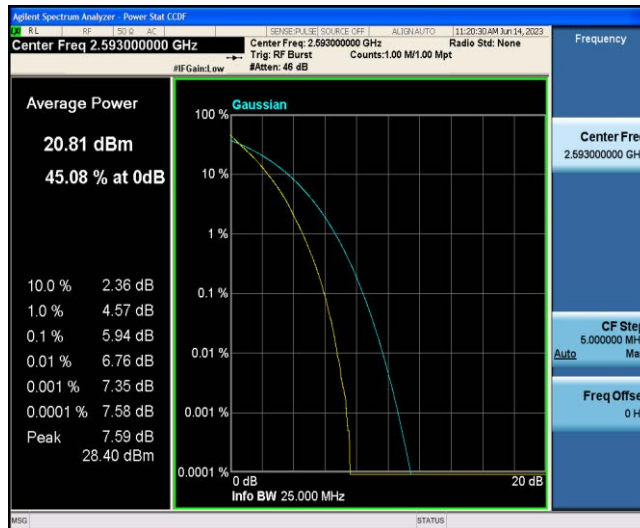 Agilent Spectrum Analyzer - Power Stat CCDF
RL RF 50 Ω AC SENSE:PULSE SOURCE OFF ALIGN AUTO 11:20:30 AM Jun 14, 2023
Center Freq 2.593000000 GHz
Center Freq: 2.593000000 GHz Radio Std: None
Trig: RF Burst Counts:1.00 M/1.00 Mpt
#IFGain:Low #Atten: 46 dB
Frequency
Average Power
20.81 dBm
45.08 % at 0dB
10.0 % 2.36 dB
1.0 % 4.57 dB
0.1 % 5.94 dB
0.01 % 6.76 dB
0.001 % 7.35 dB
0.0001 % 7.58 dB
Peak 7.59 dB
28.40 dBm
Gaussian
100 %
10 %
1 %
0.1 %
0.01 %
0.001 %
0.0001 %
0 dB 20 dB
Info BW 25.000 MHz
Center Fre
2.593000000 GH
CF Step
5.000000 MH
Auto Ma
Freq Offse
0 H
MSG STATUS